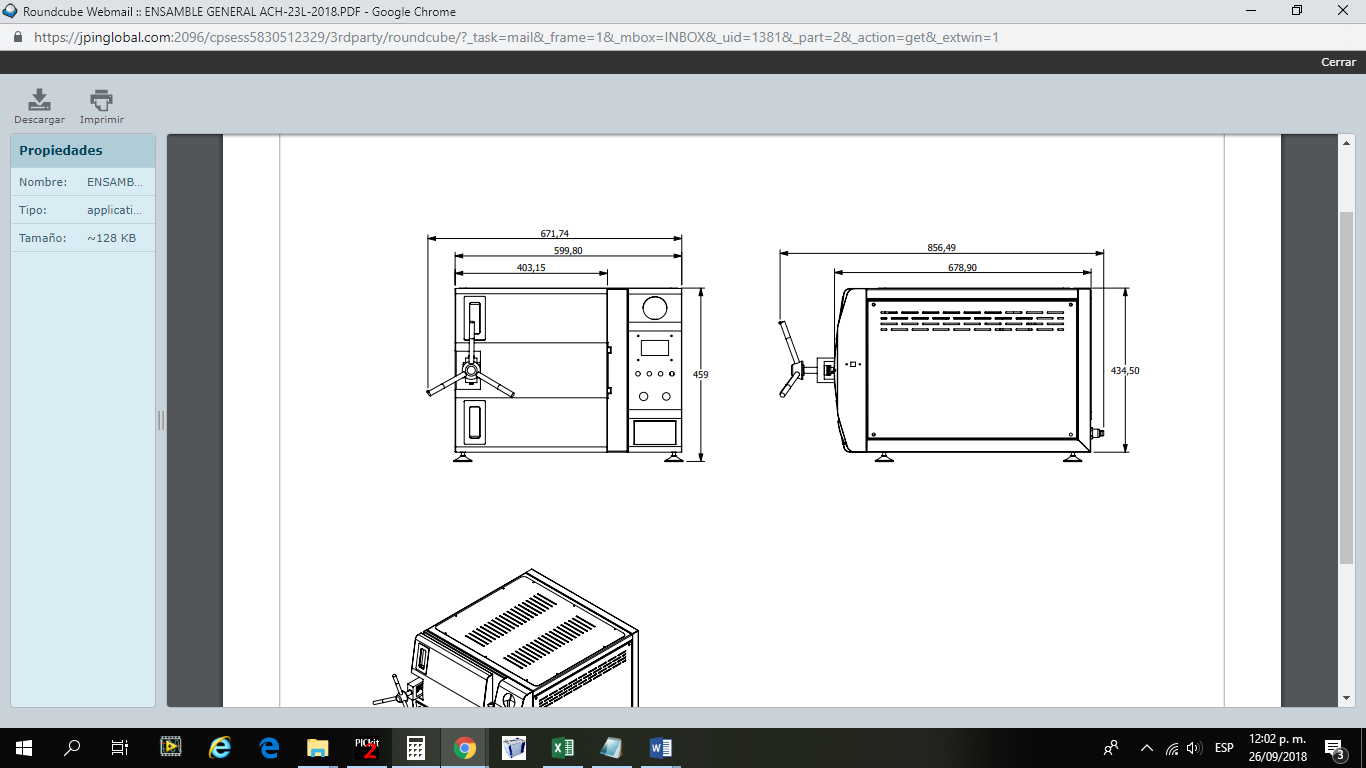 Roundcube Webmail :: ENSAMBLE GENERAL ACH-23L-2018.PDF - Google Chrome
https://jpinglobal.com:2096/cpsess5830512329/3rdparty/roundcube/?_task=mail&_frame=1&_mbox=INBOX&_uid=1381&_part=2&_action=get&_extwin=1
Cerrar
Descargar
Imprimir
Propiedades
Nombre: ENSAMB...
Tipo: applicati...
Tamaño: ~128 KB
671,74
599,80
403,15
459
856,49
678,90
434,50
PICkit
2
ESP
12:02 p. m.
26/09/2018
3